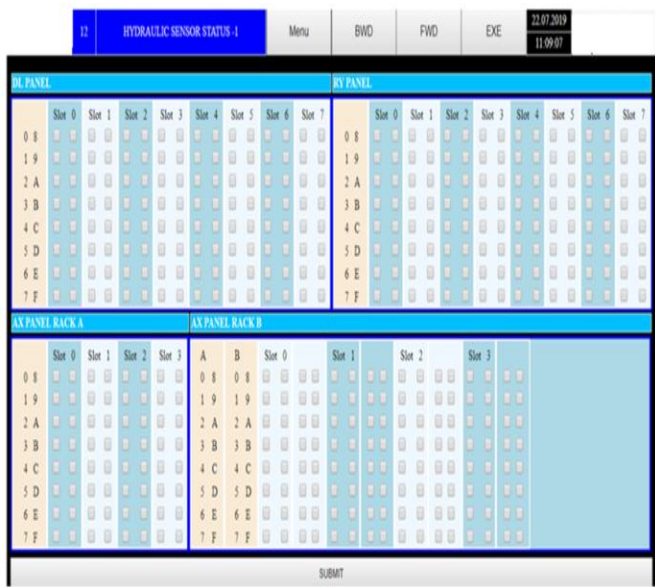 12 HYDRAULIC SENSOR STATUS -1 Menu BWD FWD EXE 22.07.2019
11:09:07
DL PANEL
Slot 0 Slot 1 Slot 2 Slot 3 Slot 4 Slot 5 Slot 6 Slot 7
0 8
1 9
2 A
3 B
4 C
5 D
6 E
7 F
RY PANEL
Slot 0 Slot 1 Slot 2 Slot 3 Slot 4 Slot 5 Slot 6 Slot 7
0 8
1 9
2 A
3 B
4 C
5 D
6 E
7 F
AX PANEL RACK A
Slot 0 Slot 1 Slot 2 Slot 3
0 8
1 9
2 A
3 B
4 C
5 D
6 E
7 F
AX PANEL RACK B
A B Slot 0 Slot 1 Slot 2 Slot 3
0 8 0 8
1 9 1 9
2 A 2 A
3 B 3 B
4 C 4 C
5 D 5 D
6 E 6 E
7 F 7 F
SUBMIT